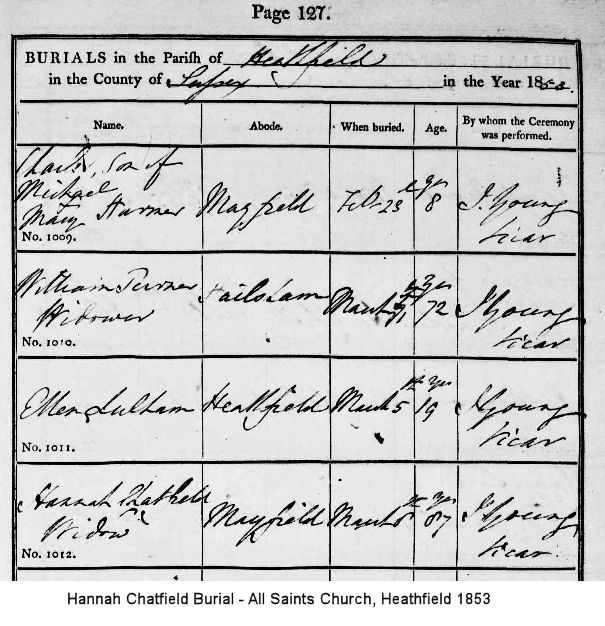 Page 127.
BURIALS in the Parish of Heathfield
in the County of Sussex in the Year 1853
Name. Abode. When buried. Age. By whom the Ceremony was performed.
Charles, Son of
Michael
Mary Harmer Mayfield Feb 23 8 yrs J. Young
Vicar
No. 1009.
William Turner Hailsham March 72 yrs J Young
Widower Vicar
No. 1010.
Ellen Lulham Heathfield March 5 19 yrs J Young
Vicar
No. 1011.
Hannah Chatfield Mayfield March 87 yrs J Young
Widow Vicar
No. 1012.
Hannah Chatfield Burial - All Saints Church, Heathfield 1853